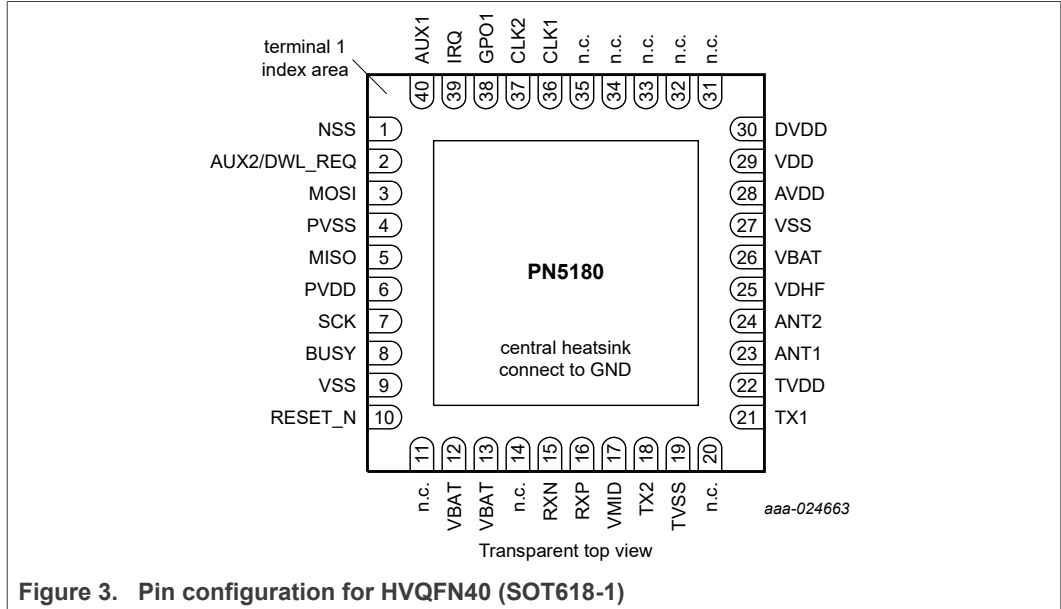 terminal 1
index area
AUX1
IRQ
GPO1
CLK2
CLK1
n.c.
n.c.
n.c.
n.c.
n.c.
40
39
38
37
36
35
34
33
32
31
NSS 1
AUX2/DWL_REQ 2
MOSI 3
PVSS 4
MISO 5
PVDD 6
SCK 7
BUSY 8
VSS 9
RESET_N 10
30 DVDD
29 VDD
28 AVDD
27 VSS
26 VBAT
25 VDHF
24 ANT2
23 ANT1
22 TVDD
21 TX1
PN5180
central heatsink
connect to GND
11
12
13
14
15
16
17
18
19
20
n.c.
VBAT
VBAT
n.c.
RXN
RXP
VMID
TX2
TVSS
n.c.
aaa-024663
Transparent top view
Figure 3. Pin configuration for HVQFN40 (SOT618-1)